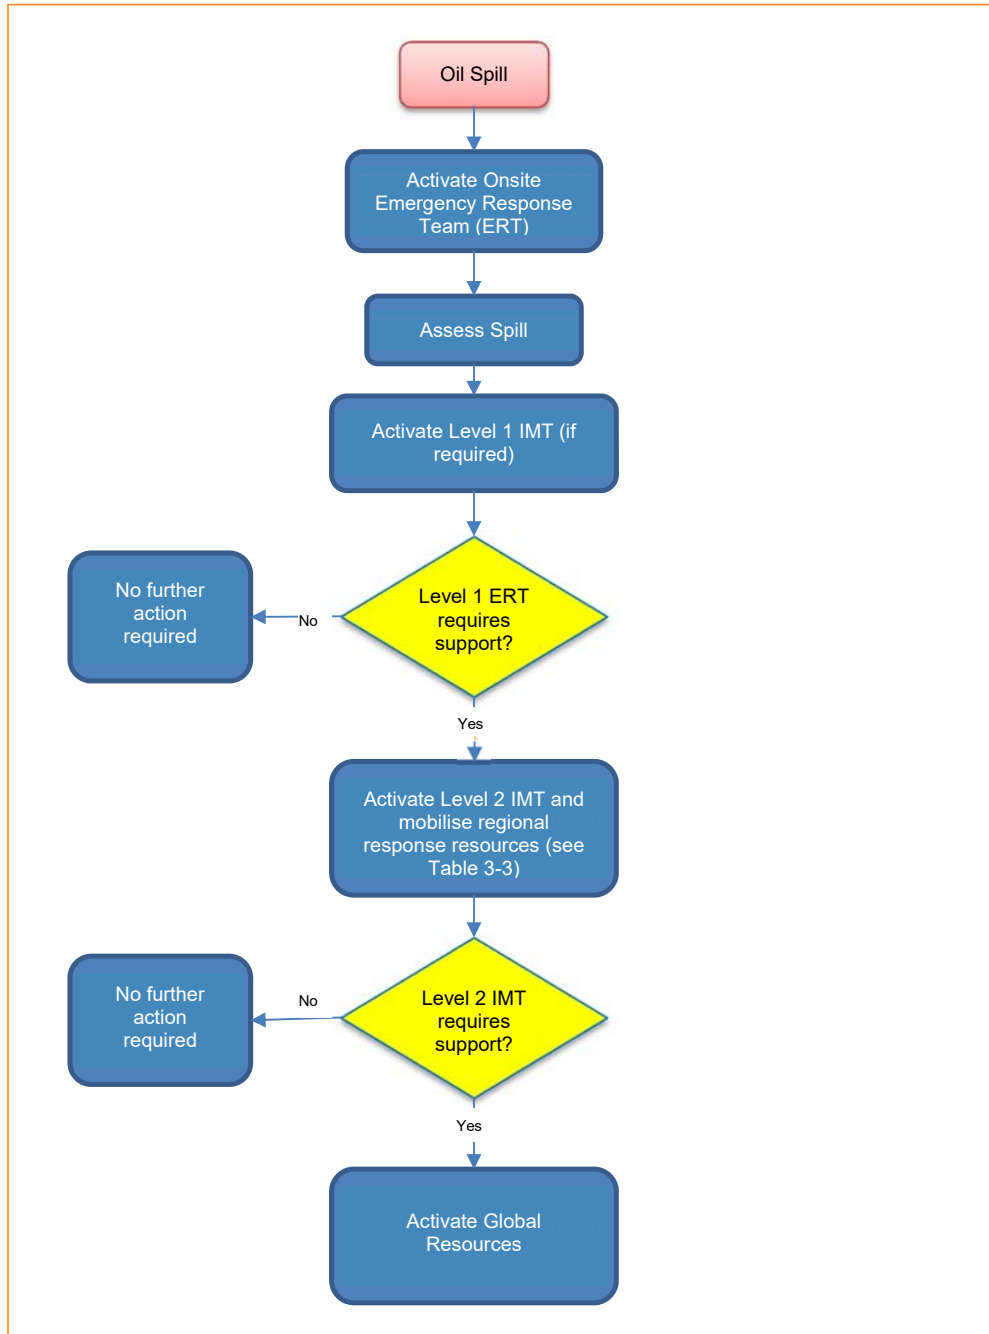 Oil Spill
Activate Onsite
Emergency Response
Team (ERT)
Assess Spill
Activate Level 1 IMT (if
required)
Level 1 ERT
requires
support?
No
No further
action
required
Yes
Activate Level 2 IMT and
mobilise regional
response resources (see
Table 3-3)
Level 2 IMT
requires
support?
No
No further
action
required
Yes
Activate Global
Resources